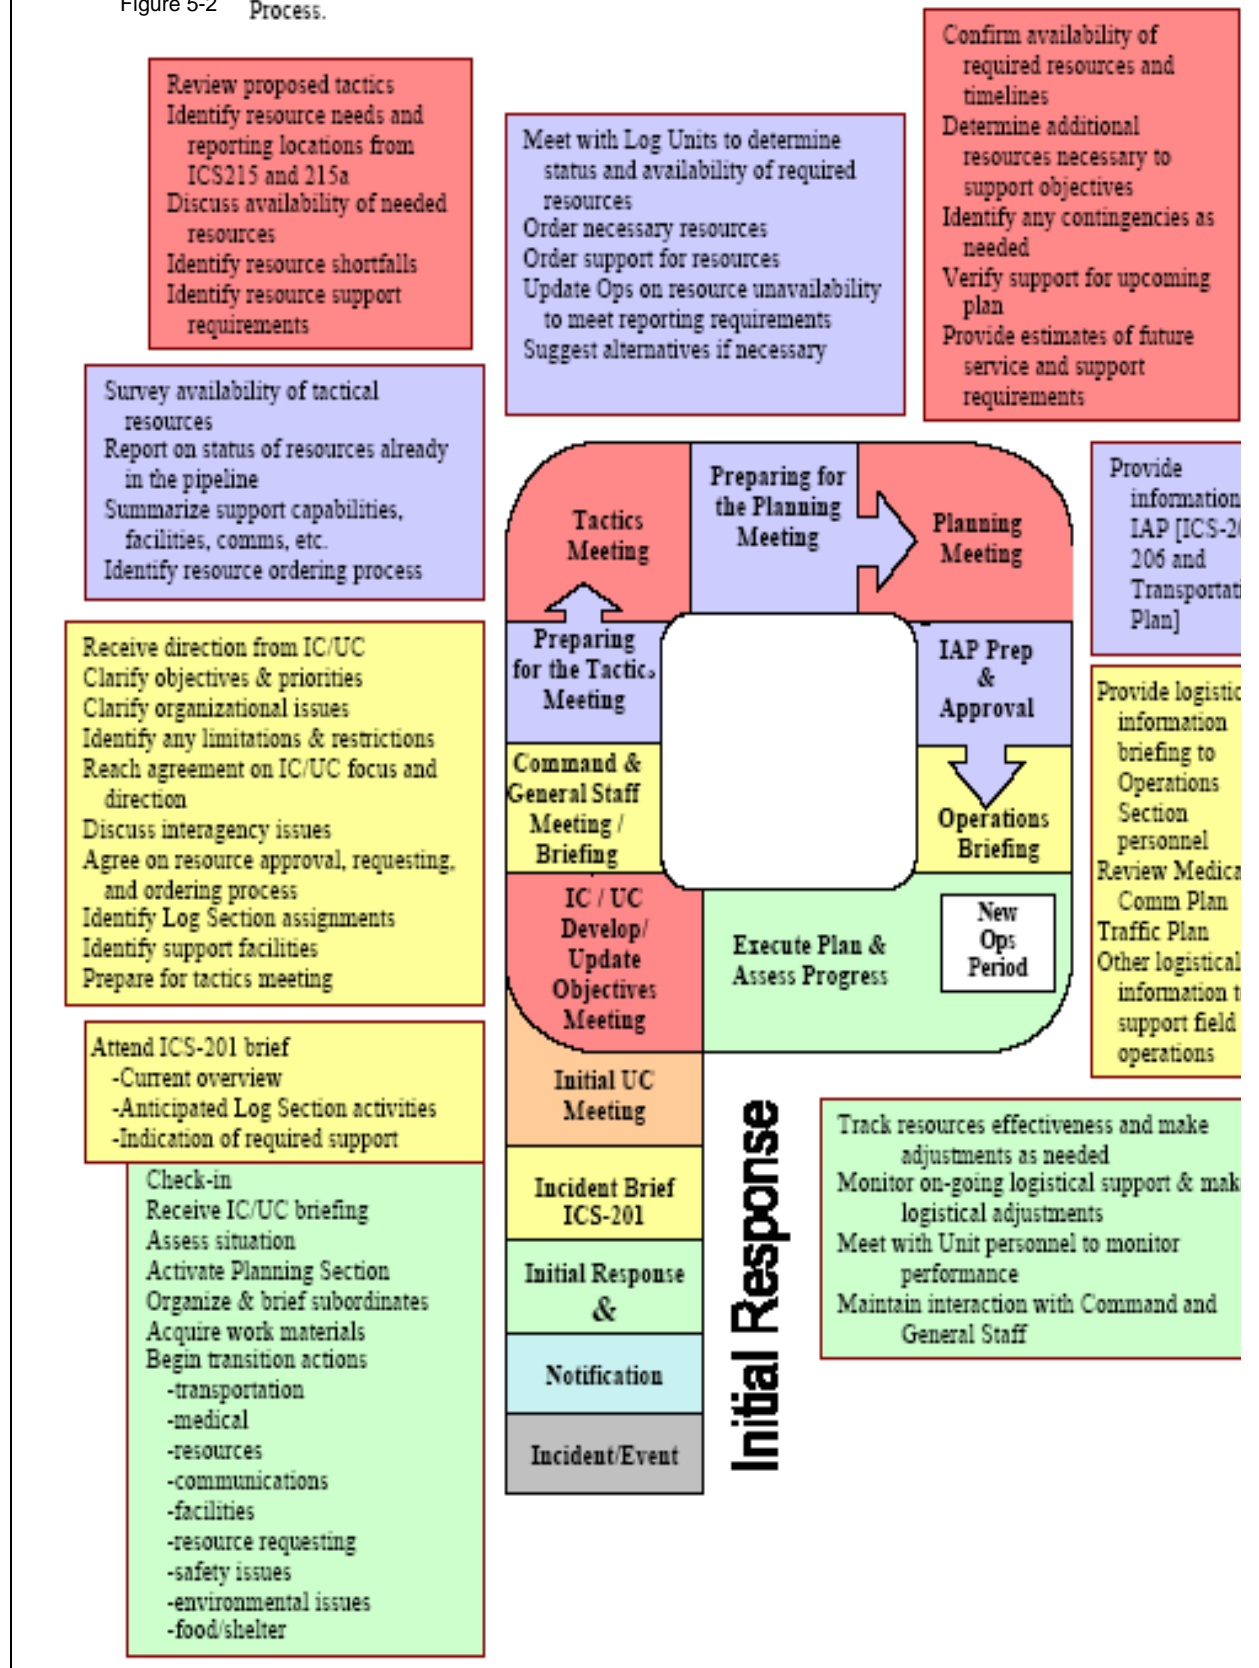 Figure 5-2
Process.
Review proposed tactics
Identify resource needs and
reporting locations from
ICS215 and 215a
Discuss availability of needed
resources
Identify resource shortfalls
Identify resource support
requirements
Meet with Log Units to determine
status and availability of required
resources
Order necessary resources
Order support for resources
Update Ops on resource unavailability
to meet reporting requirements
Suggest alternatives if necessary
Confirm availability of
required resources and
timelines
Determine additional
resources necessary to
support objectives
Identify any contingencies as
needed
Verify support for upcoming
plan
Provide estimates of future
service and support
requirements
Survey availability of tactical
resources
Report on status of resources already
in the pipeline
Summarize support capabilities,
facilities, comms, etc.
Identify resource ordering process
Receive direction from IC/UC
Clarify objectives & priorities
Clarify organizational issues
Identify any limitations & restrictions
Reach agreement on IC/UC focus and
direction
Discuss interagency issues
Agree on resource approval, requesting,
and ordering process
Identify Log Section assignments
Identify support facilities
Prepare for tactics meeting
Attend ICS-201 brief
-Current overview
-Anticipated Log Section activities
-Indication of required support
Check-in
Receive IC/UC briefing
Assess situation
Activate Planning Section
Organize & brief subordinates
Acquire work materials
Begin transition actions
-transportation
-medical
-resources
-communications
-facilities
-resource requesting
-safety issues
-environmental issues
-food/shelter
Tactics
Meeting
Preparing for
the Planning
Meeting
Planning
Meeting
Preparing
for the Tactics
Meeting
IAP Prep
&
Approval
Command &
General Staff
Meeting /
Briefing
Operations
Briefing
IC / UC
Develop/
Update
Objectives
Meeting
Execute Plan &
Assess Progress
New
Ops
Period
Initial UC
Meeting
Incident Brief
ICS-201
Initial Response
&
Notification
Incident/Event
Initial Response
Provide
information
IAP
206 and
Plan]
Provide
information
briefing to
Operations
Section
personnel
Review
Comm Plan
Traffic Plan
Other logistical
information
support field
operations
Track resources effectiveness and make
adjustments as needed
Monitor on-going logistical support &
logistical adjustments
Meet with Unit personnel to monitor
performance
Maintain interaction with Command and
General Staff